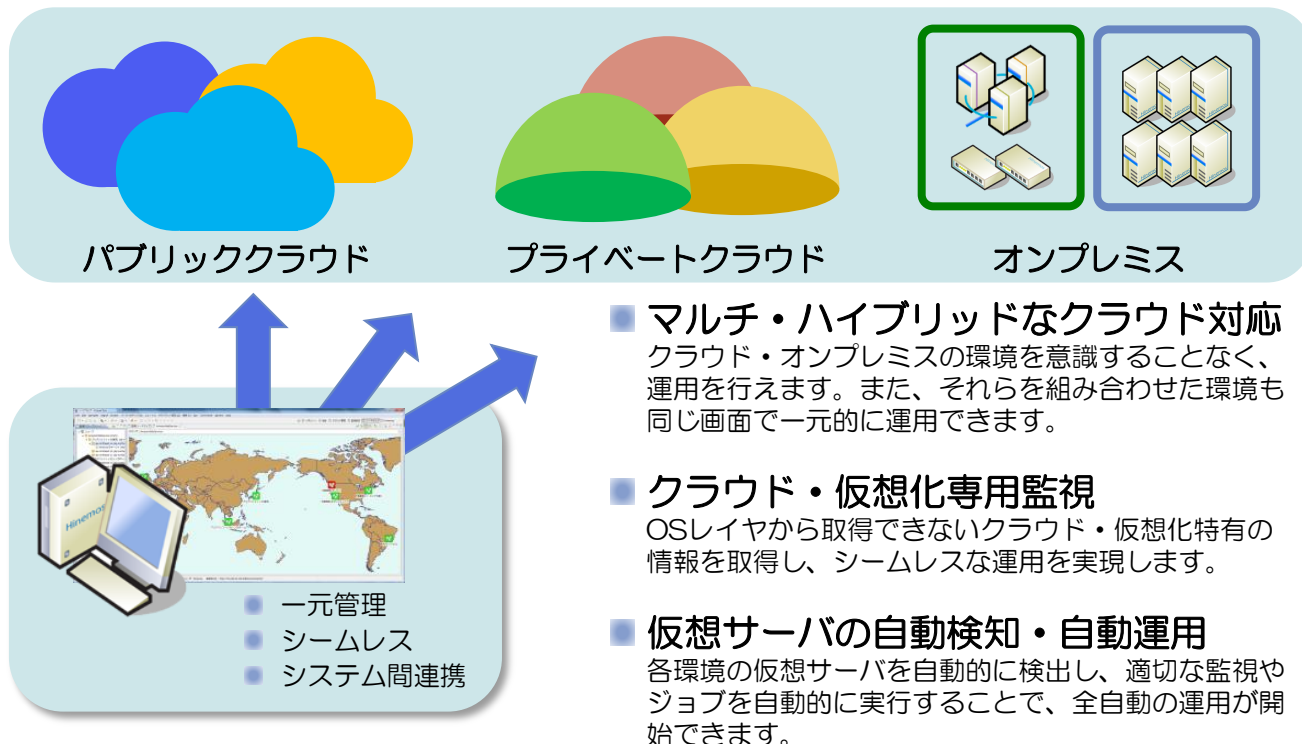 パブリッククラウド
プライベートクラウド
オンプレミス
マルチ・ハイブリッドなクラウド対応
クラウド・オンプレミスの環境を意識することなく、
運用を行えます。また、それらを組み合わせた環境も
同じ画面で一元的に運用できます。
クラウド・仮想化専用監視
OSレイヤから取得できないクラウド・仮想化特有の
情報を取得し、シームレスな運用を実現します。
仮想サーバの自動検知・自動運用
各環境の仮想サーバを自動的に検出し、適切な監視や
ジョブを自動的に実行することで、全自動の運用が開
始できます。
Hinemos
一元管理
シームレス
システム間連携